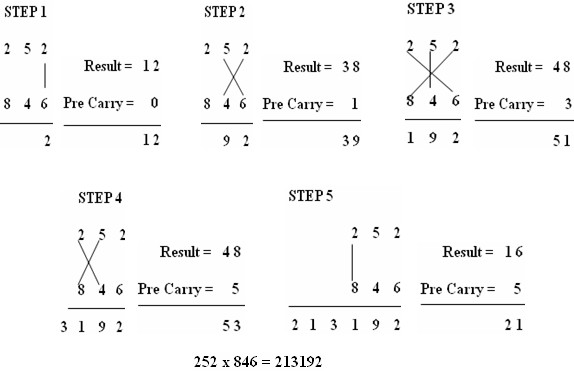 STEP 1
2 5 2
Result = 1 2
8 4 6
Pre Carry = 0
2
1 2
STEP 2
2 5 2
Result = 3 8
8 4 6
Pre Carry = 1
9 2
3 9
STEP 3
2 5 2
Result = 4 8
8 4 6
Pre Carry = 3
1 9 2
5 1
STEP 4
2 5 2
Result = 4 8
8 4 6
Pre Carry = 5
3 1 9 2
5 3
STEP 5
2 5 2
Result = 1 6
8 4 6
Pre Carry = 5
2 1 3 1 9 2
2 1
252 x 846 = 213192